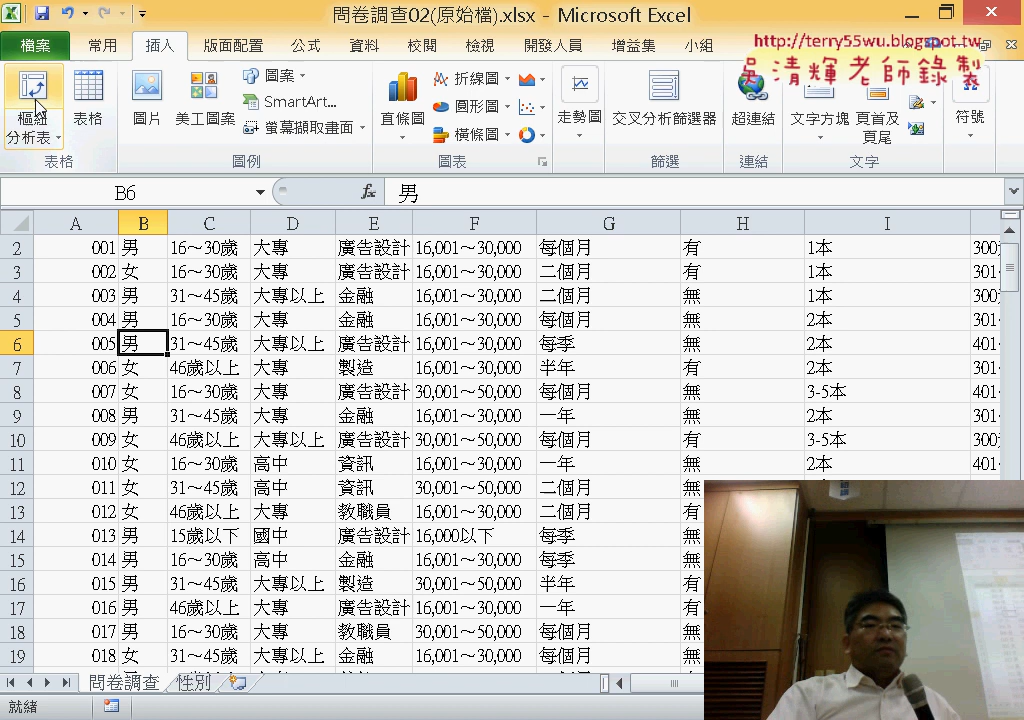 問卷調查02(原始檔).xlsx - Microsoft Excel
檔案 常用 插入 版面配置 公式 資料 校閱 檢視 開發人員 增益集 小組
http://terry55wu.blogspot.tw
吳清輝老師錄製
樞紐分析表 表格 圖片 美工圖案 圖案 SmartArt... 螢幕擷取畫面 直條圖 折線圖 圓形圖 橫條圖 走勢圖 交叉分析篩選器 超連結 文字方塊 頁首及頁尾 符號
表格 圖例 圖表 篩選 連結 文字
B6 fx 男
A B C D E F G H I
2 001 男 16～30歲 大專 廣告設計 16,001～30,000 每個月 有 1本
3 002 女 16～30歲 大專 廣告設計 16,001～30,000 二個月 有 1本 301
4 003 男 31～45歲 大專以上 金融 16,001～30,000 二個月 無 1本
5 004 男 16～30歲 大專 金融 16,001～30,000 每個月 無 2本 301
6 005 男 31～45歲 大專以上 廣告設計 16,001～30,000 每季 無 2本 401
7 006 女 46歲以上 大專 製造 16,001～30,000 半年 有 2本 301
8 007 女 16～30歲 大專 廣告設計 30,001～50,000 每個月 無 3-5本 401
9 008 男 31～45歲 大專 金融 16,001～30,000 一年 無 2本 301
10 009 女 46歲以上 大專以上 廣告設計 30,001～50,000 每個月 有 3-5本
11 010 女 16～30歲 高中 資訊 16,001～30,000 一年 無 2本 401
12 011 女 31～45歲 高中 資訊 30,001～50,000 二個月 無
13 012 女 46歲以上 大專 教職員 16,001～30,000 二個月 有
14 013 男 15歲以下 國中 廣告設計 16,000以下 每季 無
15 014 男 16～30歲 高中 金融 16,001～30,000 每季 無
16 015 男 31～45歲 大專以上 製造 30,001～50,000 半年 有
17 016 男 46歲以上 大專 廣告設計 16,001～30,000 一年 有
18 017 男 16～30歲 大專 教職員 30,001～50,000 每個月 無
19 018 女 31～45歲 大專以上 金融 16,001～30,000 每個月 無
問卷調查 性別
就緒